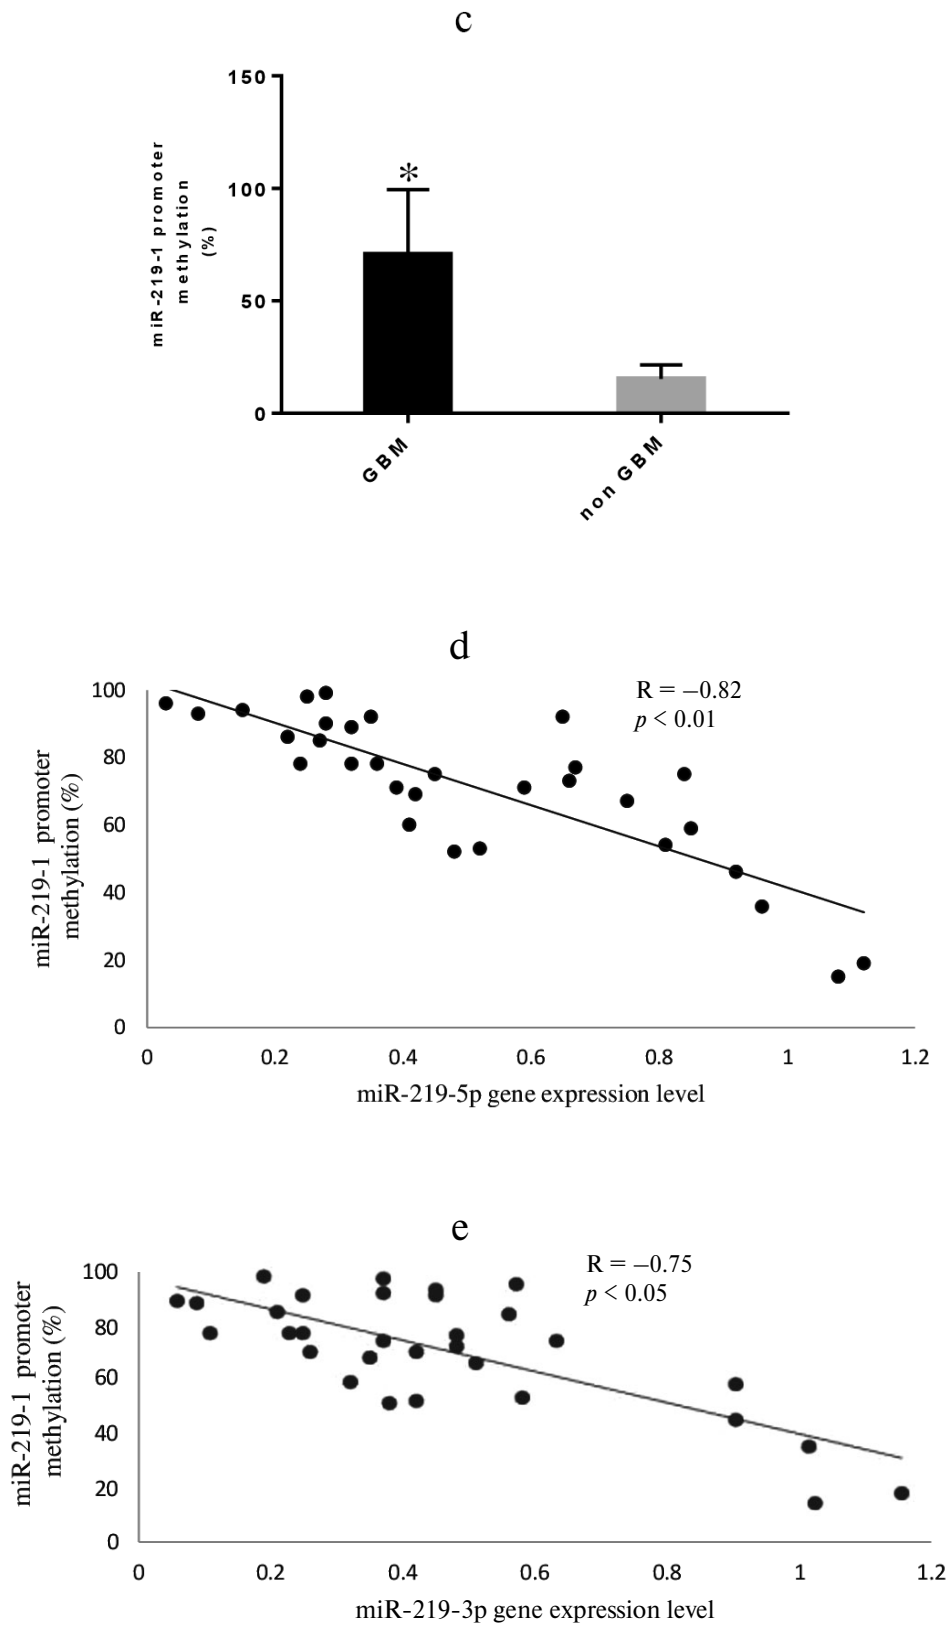 c
150
100
50
0
miR-219-1 promoter
methylation
(%)
*
GBM
non GBM
d
R = –0.82
p < 0.01
100
80
60
40
20
0
miR-219-1 promoter
methylation (%)
0 0.2 0.4 0.6 0.8 1 1.2
miR-219-5p gene expression level
e
R = –0.75
p < 0.05
100
80
60
40
20
0
miR-219-1 promoter
methylation (%)
0 0.2 0.4 0.6 0.8 1 1.2
miR-219-3p gene expression level